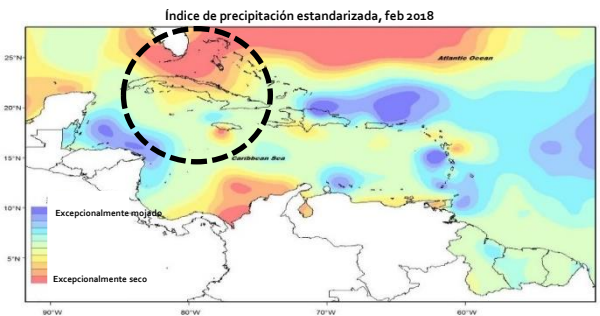 Índice de precipitación estandarizada, feb 2018
25°N
Atlantic Ocean
20°N
15°N
Caribbean Sea
Excepcionalmente mojado
10°N
5°N
Excepcionalmente seco
90°W
80°W
70°W
60°W